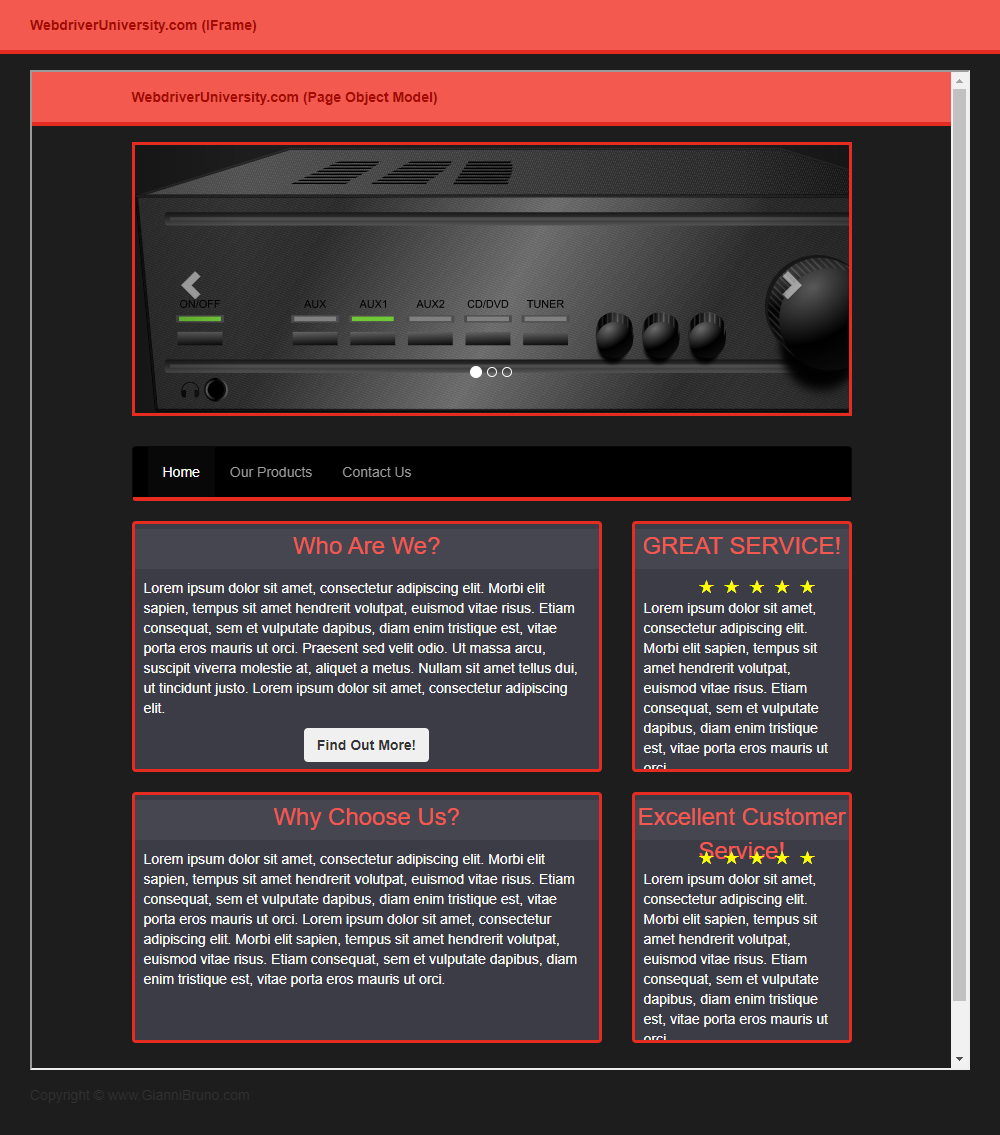 WebdriverUniversity.com (IFrame)
WebdriverUniversity.com (Page Object Model)
ON/OFF
AUX
AUX1
AUX2
CD/DVD
TUNER
Home
Our Products
Contact Us
Who Are We?
Lorem ipsum dolor sit amet, consectetur adipiscing elit. Morbi elit
sapien, tempus sit amet hendrerit volutpat, euismod vitae risus. Etiam
consequat, sem et vulputate dapibus, diam enim tristique est, vitae
porta eros mauris ut orci. Praesent sed velit odio. Ut massa arcu,
suscipit viverra molestie at, aliquet a metus. Nullam sit amet tellus dui,
ut tincidunt justo. Lorem ipsum dolor sit amet, consectetur adipiscing
elit.
Find Out More!
GREAT SERVICE!
Lorem ipsum dolor sit amet,
consectetur adipiscing elit.
Morbi elit sapien, tempus sit
amet hendrerit volutpat,
euismod vitae risus. Etiam
consequat, sem et vulputate
dapibus, diam enim tristique
est, vitae porta eros mauris ut
orci.
Why Choose Us?
Lorem ipsum dolor sit amet, consectetur adipiscing elit. Morbi elit
sapien, tempus sit amet hendrerit volutpat, euismod vitae risus. Etiam
consequat, sem et vulputate dapibus, diam enim tristique est, vitae
porta eros mauris ut orci. Lorem ipsum dolor sit amet, consectetur
adipiscing elit. Morbi elit sapien, tempus sit amet hendrerit volutpat,
euismod vitae risus. Etiam consequat, sem et vulputate dapibus, diam
enim tristique est, vitae porta eros mauris ut orci.
Excellent Customer
Service!
Lorem ipsum dolor sit amet,
consectetur adipiscing elit.
Morbi elit sapien, tempus sit
amet hendrerit volutpat,
euismod vitae risus. Etiam
consequat, sem et vulputate
dapibus, diam enim tristique
est, vitae porta eros mauris ut
orci.
Copyright © www.GianniBruno.com